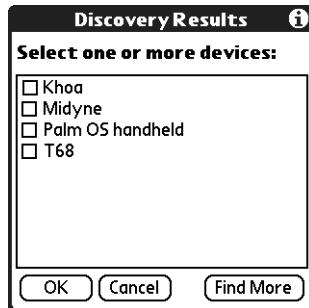 Discovery Results
Select one or more devices:
Khoa
Midyne
Palm OS handheld
T68
OK Cancel Find More